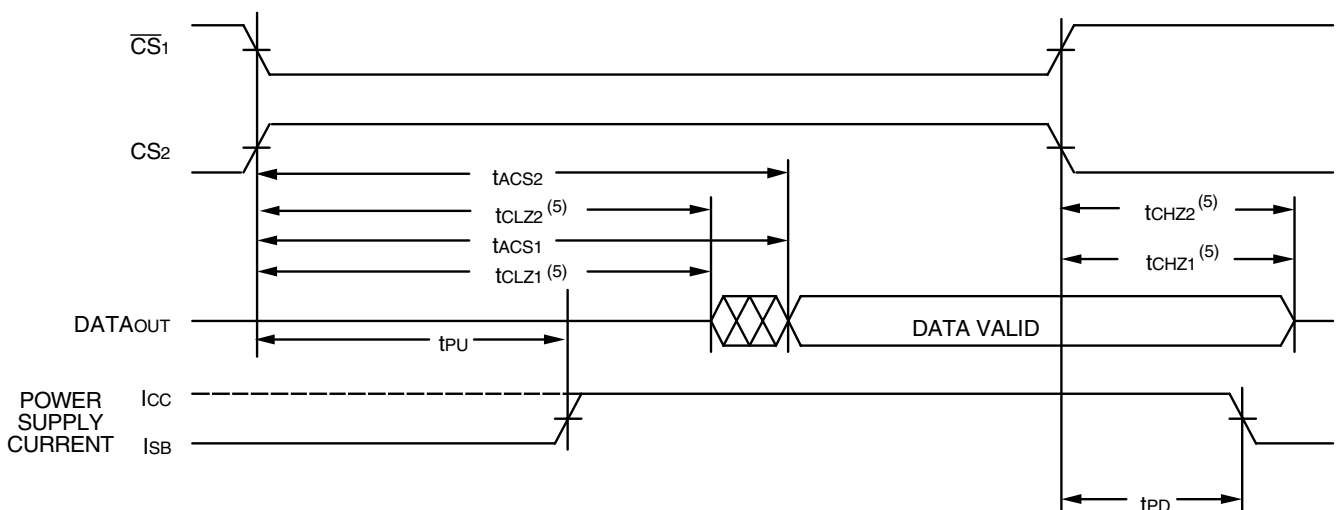 CS1
CS2
tACS2
tCLZ2 (5)
tACS1
tCLZ1 (5)
tCHZ2 (5)
tCHZ1 (5)
DATAOUT
DATA VALID
tPU
POWER
SUPPLY
CURRENT
ICC
ISB
tPD